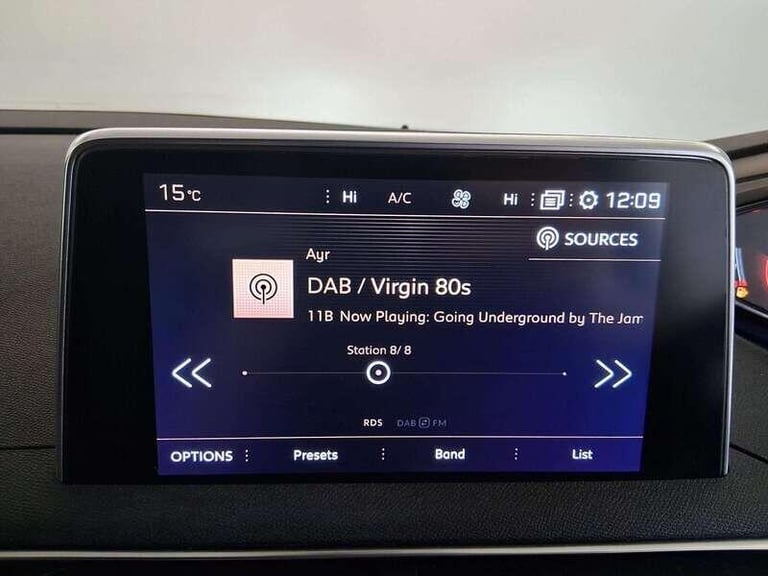 15°C Hi A/C Hi 12:09
SOURCES
Ayr
DAB / Virgin 80s
11B Now Playing: Going Underground by The Jam
Station 8/8
RDS DAB FM
OPTIONS Presets Band List